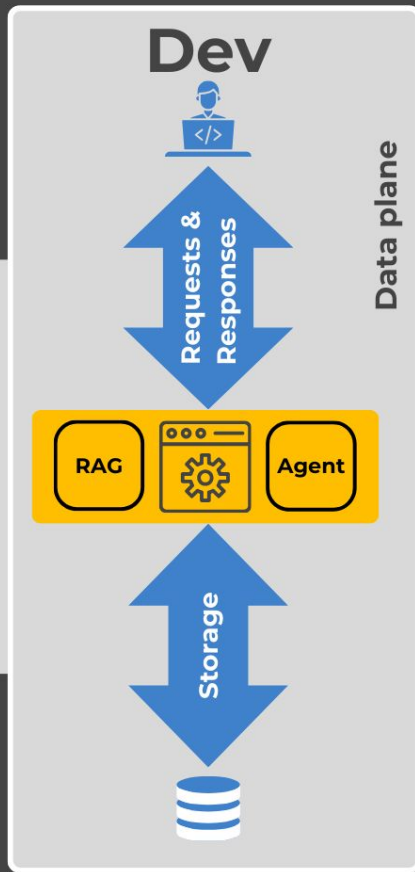 Dev
</>
Data plane
Requests &
Responses
RAG
Agent
Storage